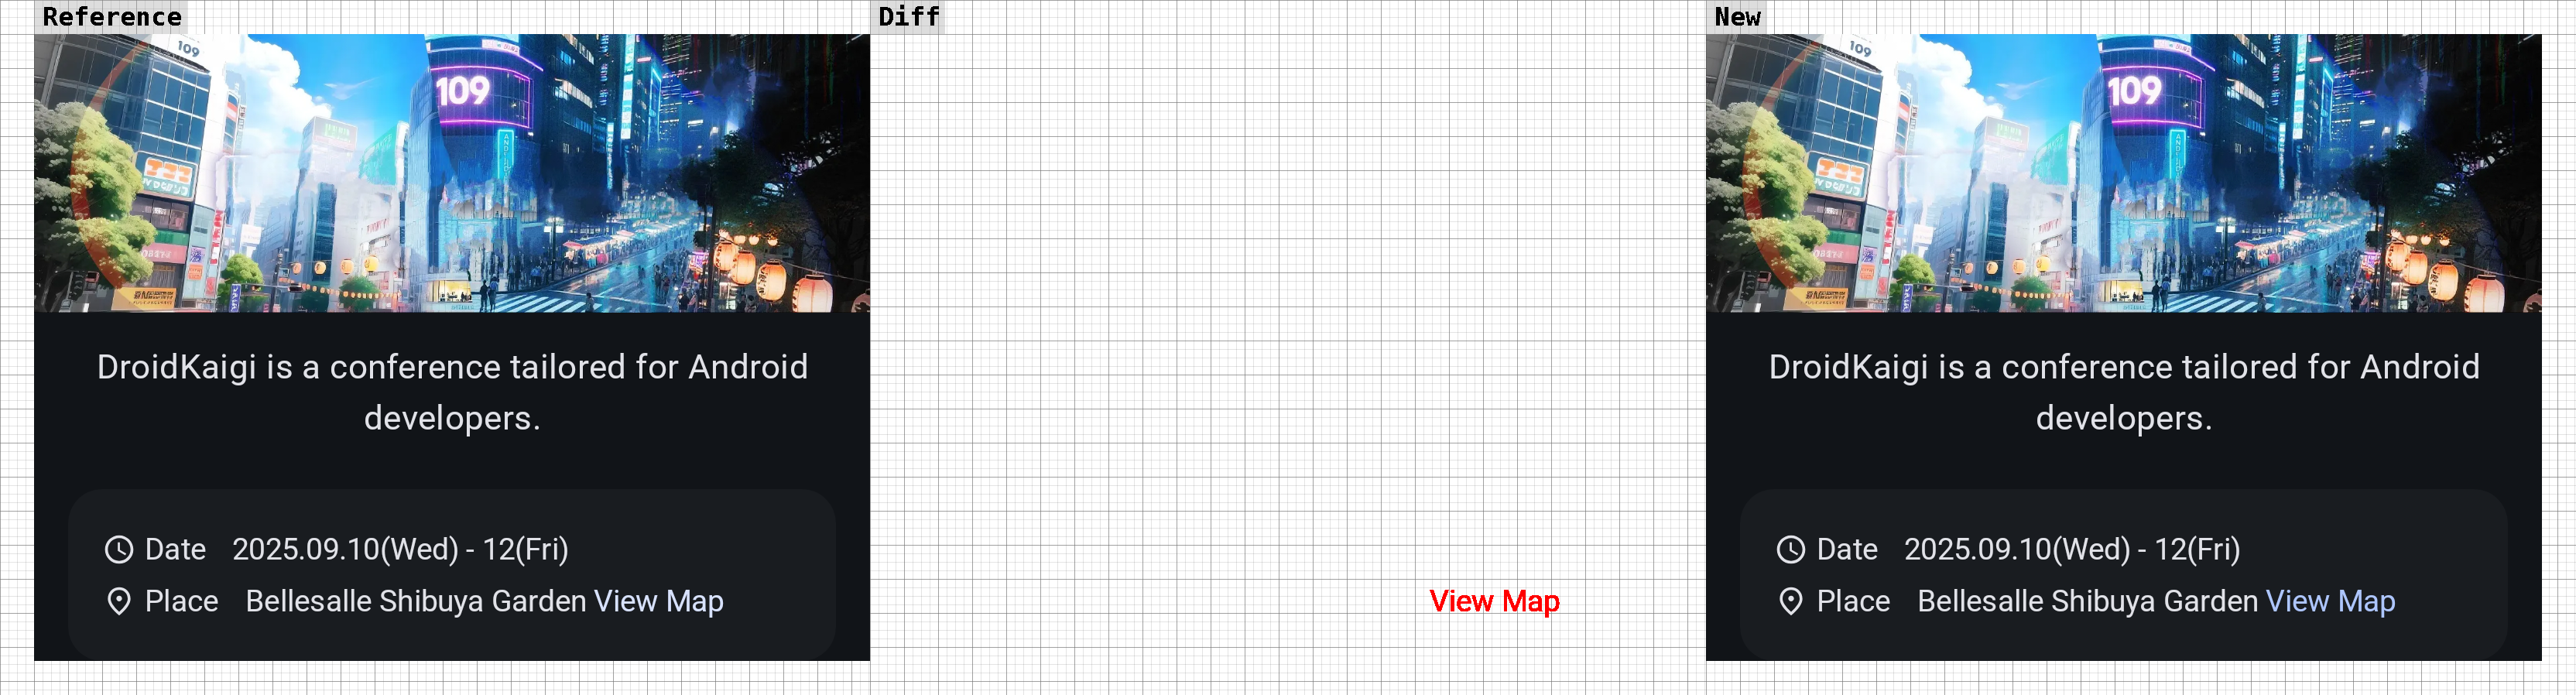 Reference
Diff
New
109
109
DroidKaigi is a conference tailored for Android
developers.
Date 2025.09.10(Wed) - 12(Fri)
Place Bellesalle Shibuya Garden View Map
View Map
109
109
DroidKaigi is a conference tailored for Android
developers.
Date 2025.09.10(Wed) - 12(Fri)
Place Bellesalle Shibuya Garden View Map